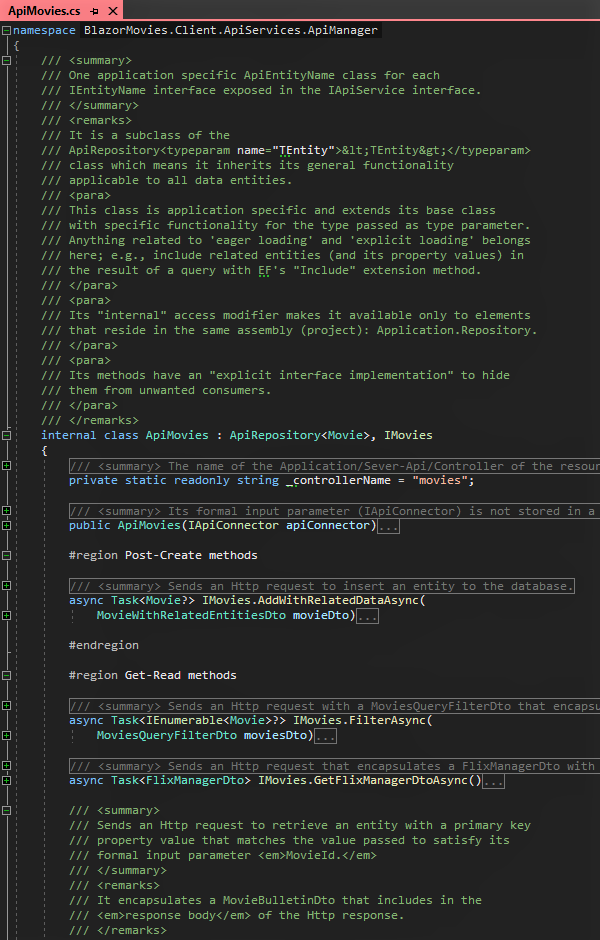 ApiMovies.cs
namespace BlazorMovies.Client.ApiServices.ApiManager
{
/// <summary>
/// One application specific ApiEntityName class for each
/// IEntityName interface exposed in the IApiService interface.
/// </summary>
/// <remarks>
/// It is a subclass of the
/// ApiRepository<typeparam name="TEntity">&lt;TEntity&gt;</typeparam>
/// class which means it inherits its general functionality
/// applicable to all data entities.
/// <para>
/// This class is application specific and extends its base class
/// with specific functionality for the type passed as type parameter.
/// Anything related to 'eager loading' and 'explicit loading' belongs
/// here; e.g., include related entities (and its property values) in
/// the result of a query with EF's "Include" extension method.
/// </para>
/// <para>
/// Its "internal" access modifier makes it available only to elements
/// that reside in the same assembly (project): Application.Repository.
/// </para>
/// <para>
/// Its methods have an "explicit interface implementation" to hide
/// them from unwanted consumers.
/// </para>
/// </remarks>
internal class ApiMovies : ApiRepository<Movie>, IMovies
{
/// <summary> The name of the Application/Sever-Api/Controller of the resour
private static readonly string _controllerName = "movies";
/// <summary> Its formal input parameter (IApiConnector) is not stored in a
public ApiMovies(IApiConnector apiConnector)...
#region Post-Create methods
/// <summary> Sends an Http request to insert an entity to the database.
async Task<Movie?> IMovies.AddWithRelatedDataAsync(
MovieWithRelatedEntitiesDto movieDto)...
#endregion
#region Get-Read methods
/// <summary> Sends an Http request with a MoviesQueryFilterDto that encapsu
async Task<IEnumerable<Movie>?> IMovies.FilterAsync(
MoviesQueryFilterDto moviesDto)...
/// <summary> Sends an Http request that encapsulates a FlixManagerDto with
async Task<FlixManagerDto> IMovies.GetFlixManagerDtoAsync()...
/// <summary>
/// Sends an Http request to retrieve an entity with a primary key
/// property value that matches the value passed to satisfy its
/// formal input parameter <em>MovieId.</em>
/// </summary>
/// <remarks>
/// It encapsulates a MovieBulletinDto that includes in the
/// <em>response body</em> of the Http response.
/// </remarks>